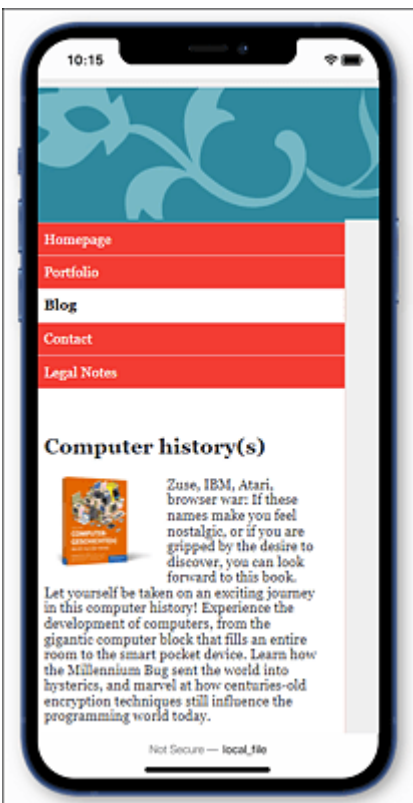 10:15
Homepage
Portfolio
Blog
Contact
Legal Notes
Computer history(s)
COMPUTER
GESCHICHTE(N)
Zuse, IBM, Atari,
browser war: If these
names make you feel
nostalgic, or if you are
gripped by the desire to
discover, you can look
forward to this book.
Let yourself be taken on an exciting journey
in this computer history! Experience the
development of computers, from the
gigantic computer block that fills an entire
room to the smart pocket device. Learn how
the Millennium Bug sent the world into
hysterics, and marvel at how centuries-old
encryption techniques still influence the
programming world today.
Not Secure — local_file